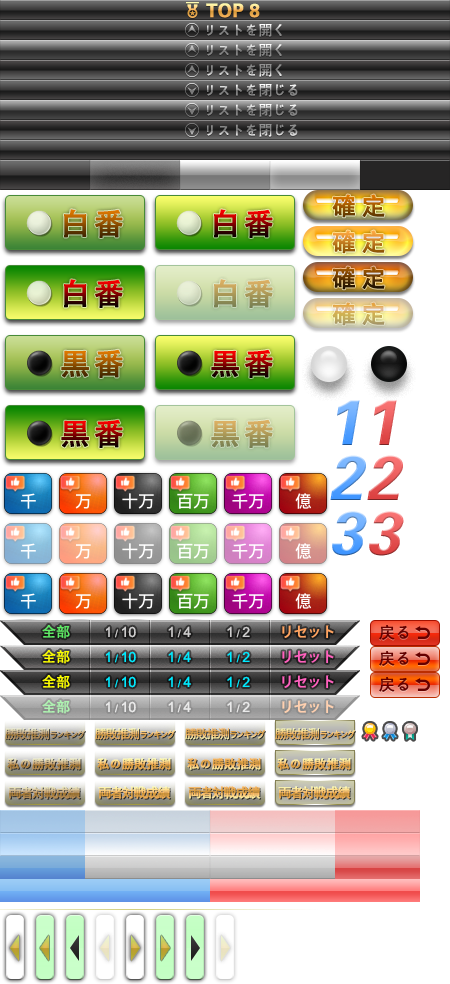 TOP 8
リストを開く
リストを開く
リストを開く
リストを閉じる
リストを閉じる
リストを閉じる
白番 白番 確定
確定
白番 白番 確定
確定
黒番 黒番
黒番 黒番
1 1
2 2
3 3
千 万 十万 百万 千万 億
千 万 十万 百万 千万 億
千 万 十万 百万 千万 億
全部 1/10 1/4 1/2 リセット 戻る
全部 1/10 1/4 1/2 リセット 戻る
全部 1/10 1/4 1/2 リセット 戻る
全部 1/10 1/4 1/2 リセット
勝敗推測ランキング 勝敗推測ランキング 勝敗推測ランキング 勝敗推測ランキング
私の勝敗推測 私の勝敗推測 私の勝敗推測 私の勝敗推測
両者対戦成績 両者対戦成績 両者対戦成績 両者対戦成績